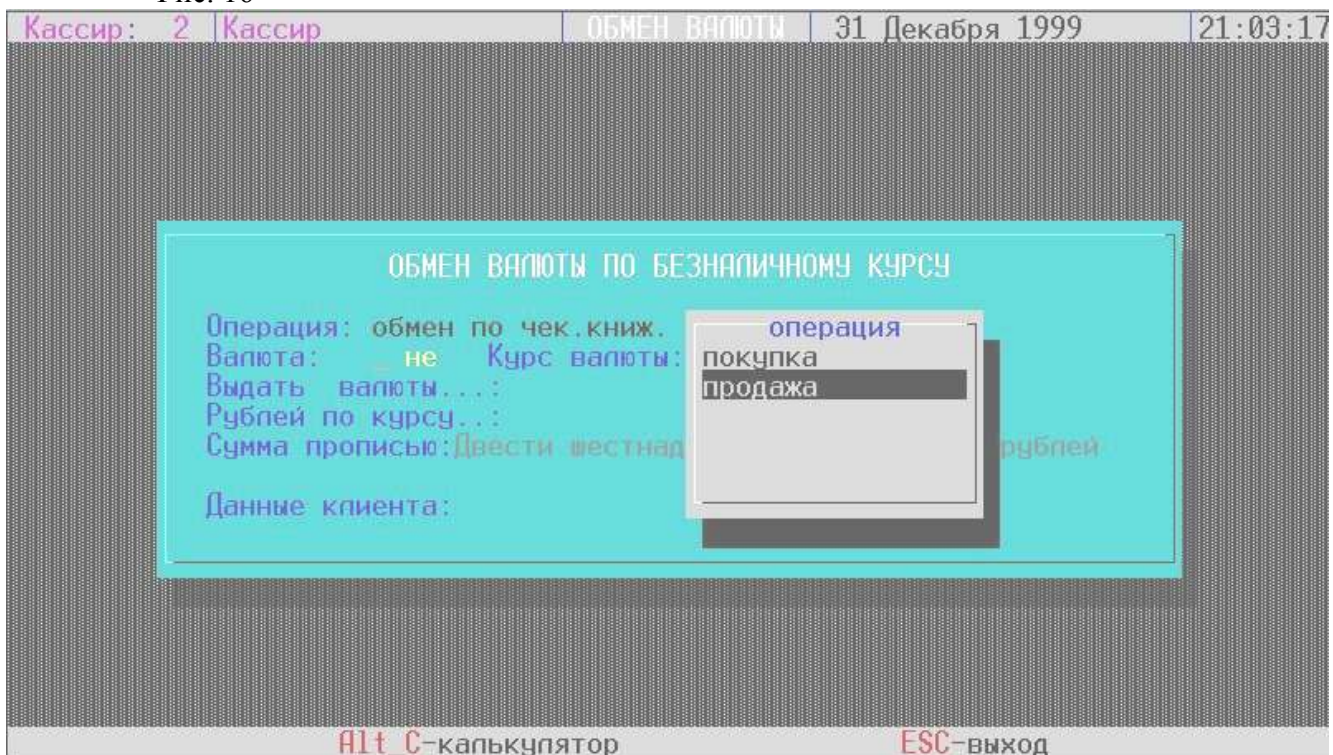 Кассир: 2 Кассир ОБМЕН ВАЛЮТЫ 31 Декабря 1999 21:03:17
ОБМЕН ВАЛЮТЫ ПО БЕЗНАЛИЧНОМУ КУРСУ
Операция: обмен по чек.книж. операция
Валюта: _ не Курс валюты: покупка
Выдать валюты...: продажа
Рублей по курсу..:
Сумма прописью:Двести шестнад рублей
Данные клиента:
Alt C-калькулятор ESC-выход